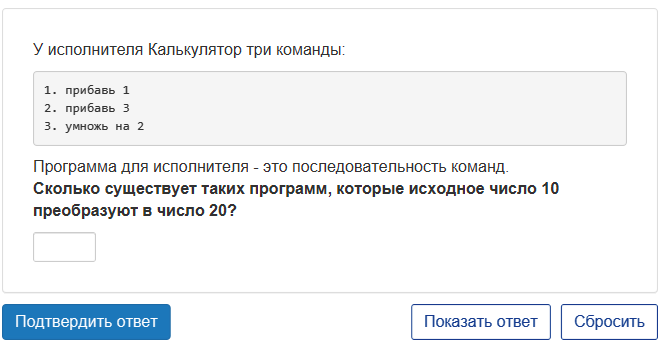 У исполнителя Калькулятор три команды:
1. прибавь 1
2. прибавь 3
3. умножь на 2
Программа для исполнителя - это последовательность команд.
Сколько существует таких программ, которые исходное число 10
преобразуют в число 20?
Подтвердить ответ
Показать ответ
Сбросить